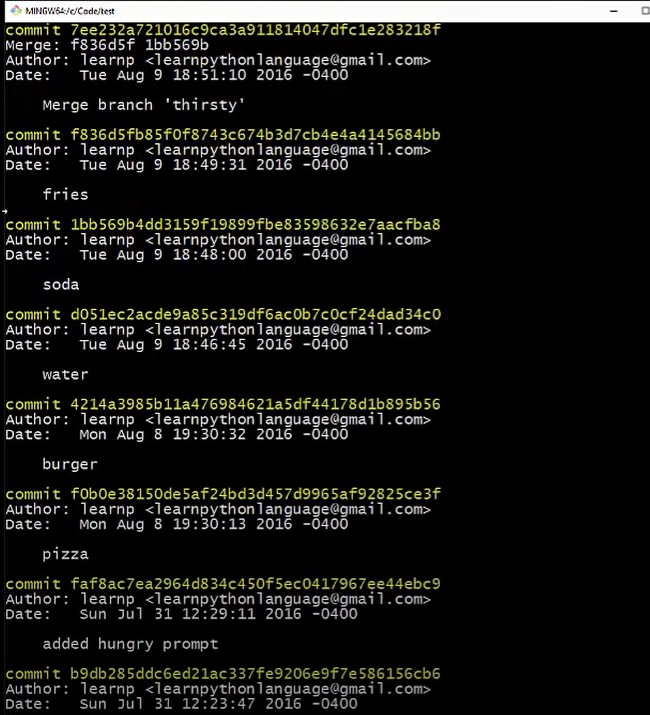 MINGW64:/c/Code/test
commit 7ee232a721016c9ca3a911814047dfc1e283218f
Merge: f836d5f 1bb569b
Author: learnp <learnpythonlanguage@gmail.com>
Date:   Tue Aug 9 18:51:10 2016 -0400
Merge branch 'thirsty'
commit f836d5fb85f0f8743c674b3d7cb4e4a4145684bb
Author: learnp <learnpythonlanguage@gmail.com>
Date:   Tue Aug 9 18:49:31 2016 -0400
fries
commit 1bb569b4dd3159f19899fbe83598632e7aacfba8
Author: learnp <learnpythonlanguage@gmail.com>
Date:   Tue Aug 9 18:48:00 2016 -0400
soda
commit d051ec2acde9a85c319df6ac0b7c0cf24dad34c0
Author: learnp <learnpythonlanguage@gmail.com>
Date:   Tue Aug 9 18:46:45 2016 -0400
water
commit 4214a3985b11a476984621a5df44178d1b895b56
Author: learnp <learnpythonlanguage@gmail.com>
Date:   Mon Aug 8 19:30:32 2016 -0400
burger
commit f0b0e38150de5af24bd3d457d9965af92825ce3f
Author: learnp <learnpythonlanguage@gmail.com>
Date:   Mon Aug 8 19:30:13 2016 -0400
pizza
commit faf8ac7ea2964d834c450f5ec0417967ee44ebc9
Author: learnp <learnpythonlanguage@gmail.com>
Date:   Sun Jul 31 12:29:11 2016 -0400
added hungry prompt
commit b9db285ddc6ed21ac337fe9206e9f7e586156cb6
Author: learnp <learnpythonlanguage@gmail.com>
Date:   Sun Jul 31 12:23:47 2016 -0400